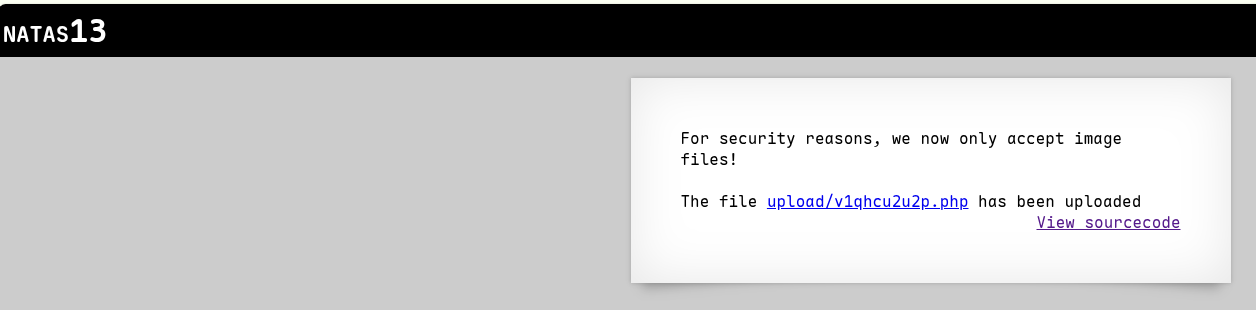 NATAS13
For security reasons, we now only accept image
files!
The file upload/v1qhcu2u2p.php has been uploaded
View sourcecode